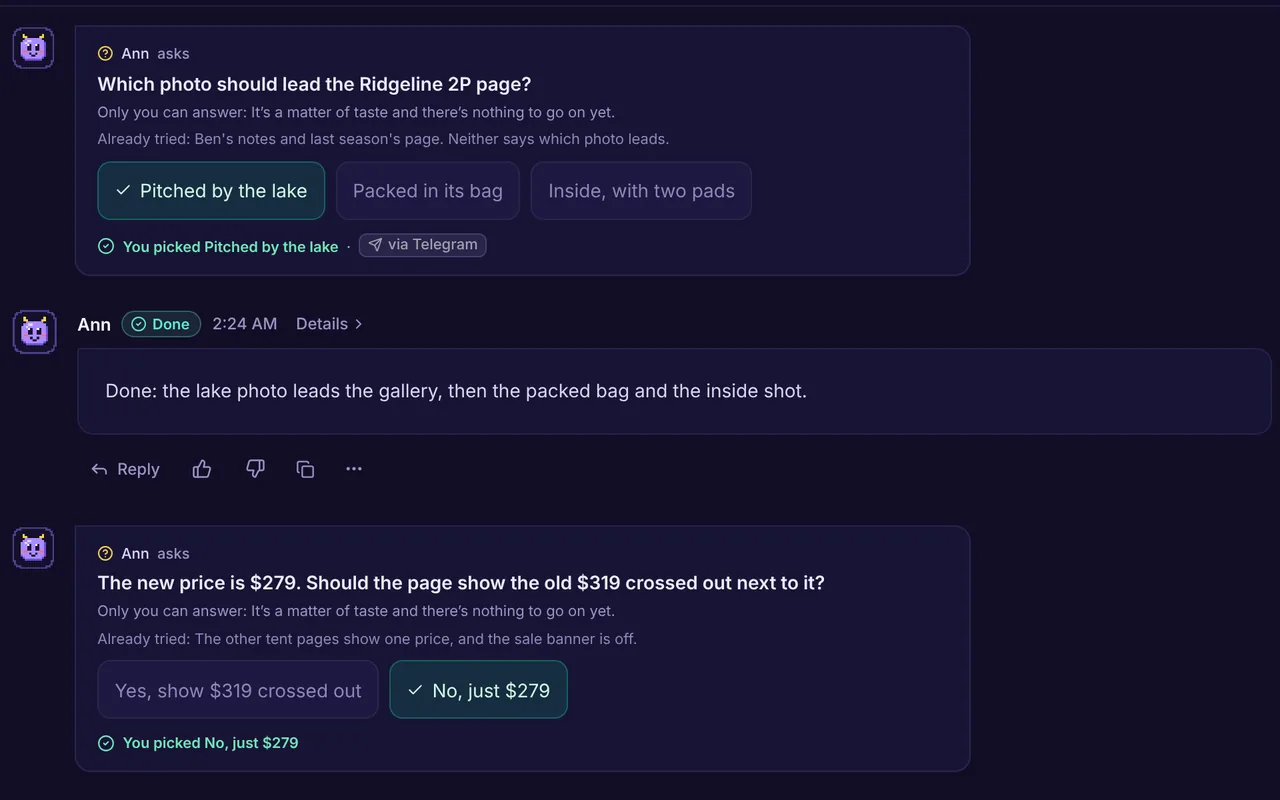 Ann asks
Which photo should lead the Ridgeline 2P page?
Only you can answer: It’s a matter of taste and there’s nothing to go on yet.
Already tried: Ben's notes and last season's page. Neither says which photo leads.
Pitched by the lake Packed in its bag Inside, with two pads
You picked Pitched by the lake · via Telegram
Ann Done 2:24 AM Details
Done: the lake photo leads the gallery, then the packed bag and the inside shot.
Reply
Ann asks
The new price is $279. Should the page show the old $319 crossed out next to it?
Only you can answer: It’s a matter of taste and there’s nothing to go on yet.
Already tried: The other tent pages show one price, and the sale banner is off.
Yes, show $319 crossed out No, just $279
You picked No, just $279